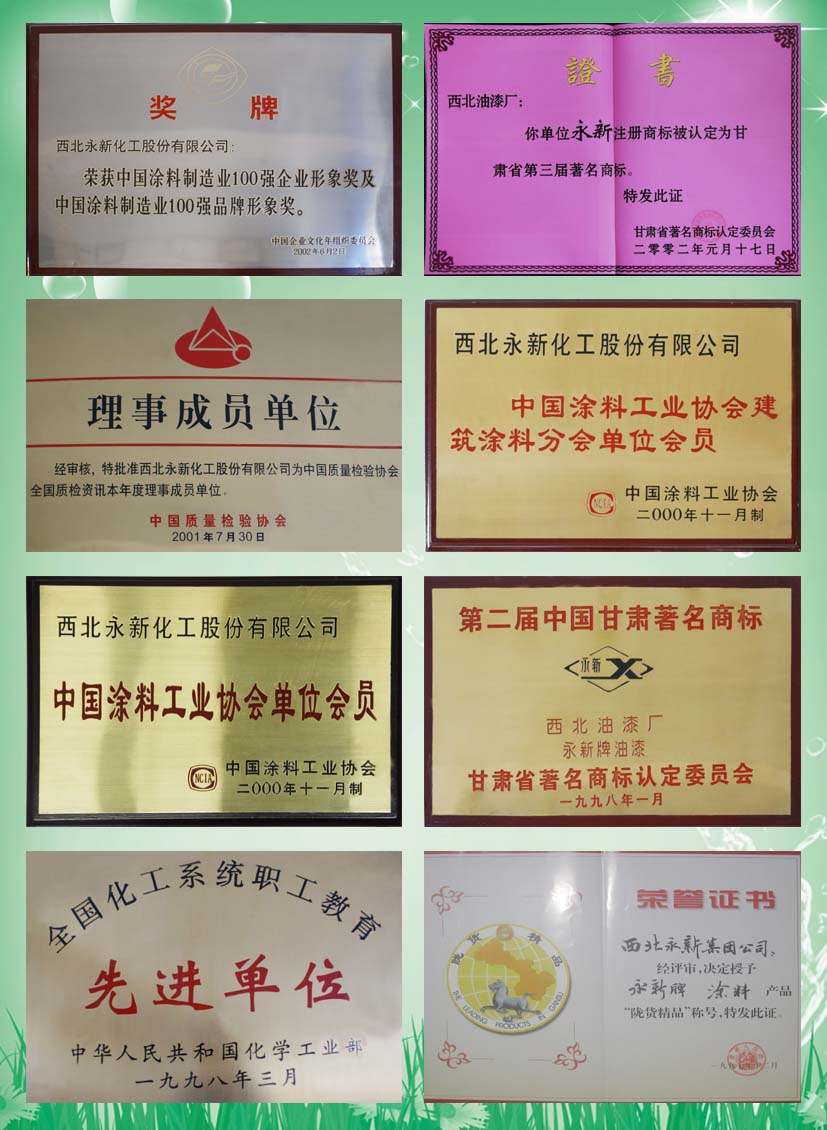 奖牌
西北永新化工股份有限公司:
荣获中国涂料制造业100强企业形象奖及
中国涂料制造业100强品牌形象奖。
中国企业文化年组织委员会
2002年6月2日
證書
西北油漆厂:
你单位永新注册商标被认定为甘
肃省第三届著名商标。
特发此证
甘肃省著名商标认定委员会
二零零二年元月十七日
理事成员单位
经审核，特批准西北永新化工股份有限公司为中国质量检验协会
全国质检资讯本年度理事成员单位。
中国质量检验协会
2001年7月30日
西北永新化工股份有限公司
中国涂料工业协会建
筑涂料分会单位会员
NCIA
中国涂料工业协会
二000年十一月制
西北永新化工股份有限公司
中国涂料工业协会单位会员
NCIA
中国涂料工业协会
二000年十一月制
第二届中国甘肃著名商标
永新
西北油漆厂
永新牌油漆
甘肃省著名商标认定委员会
一九九八年一月
全国化工系统职工教育
先进单位
中华人民共和国化学工业部
一九九八年三月
陇货精品
THE LEADING PRODUCTS IN GANSU
荣誉证书
西北永新集团公司:
经评审,决定授予
永新牌 涂料 产品
“陇货精品”称号,特发此证。